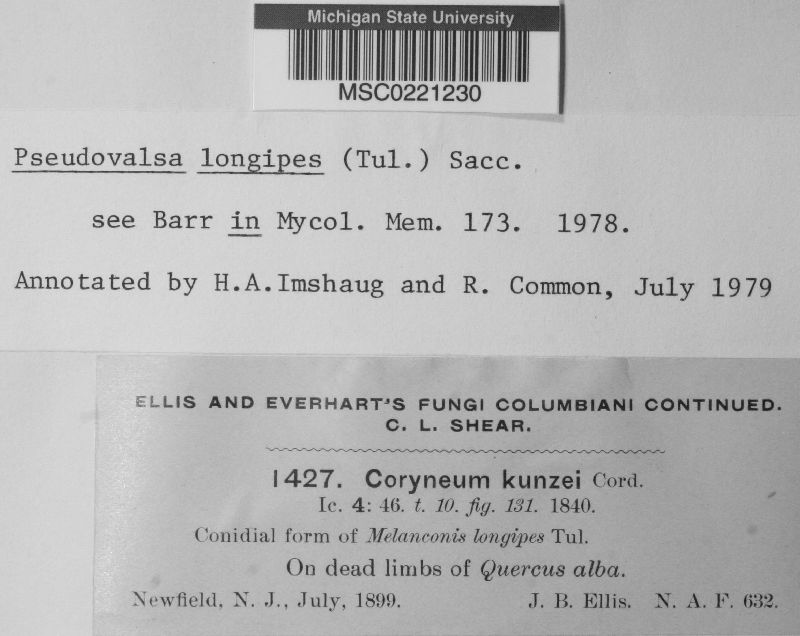 Michigan State University
MSC0221230
Pseudovalsa longipes (Tul.) Sacc.
see Barr in Mycol. Mem. 173. 1978.
Annotated by H.A.Imshaug and R. Common, July 1979
ELLIS AND EVERHART'S FUNGI COLUMBIANI CONTINUED.
C. L. SHEAR.
1427. Coryneum kunzei Cord.
Ic. 4: 46. t. 10. fig. 131. 1840.
Conidial form of Melanconis longipes Tul.
On dead limbs of Quercus alba.
Newfield, N. J., July, 1899. J. B. Ellis. N. A. F. 632.